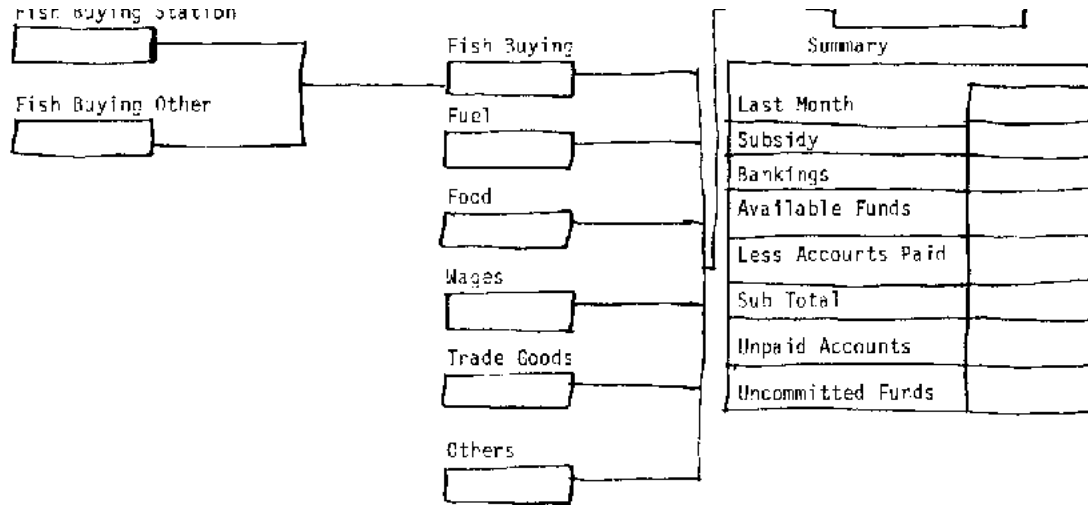 Fish Buying Station
Fish Buying Other
Fish Buying
Fuel
Food
Wages
Trade Goods
Others
Summary
Last Month
Subsidy
Bankings
Available Funds
Less Accounts Paid
Sub Total
Unpaid Accounts
Uncommitted Funds